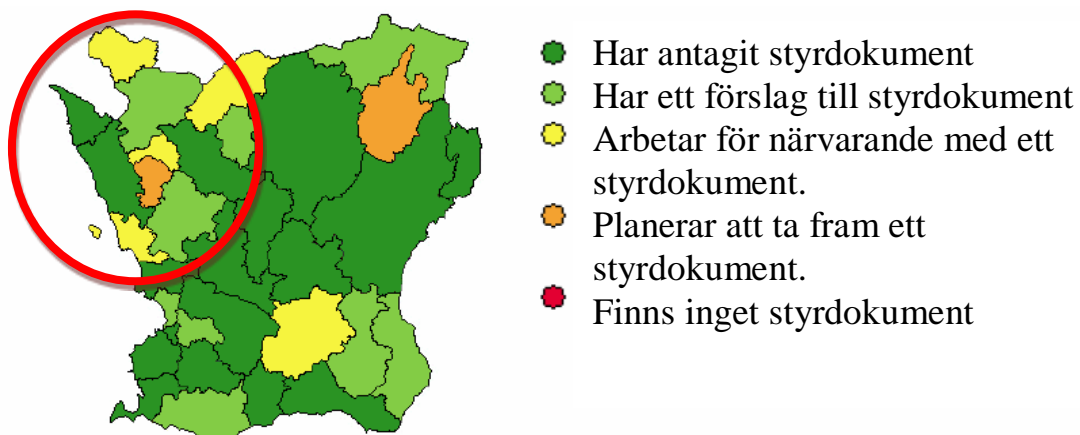 Har antagit styrdokument
Har ett förslag till styrdokument
Arbetar för närvarande med ett
styrdokument.
Planerar att ta fram ett
styrdokument.
Finns inget styrdokument